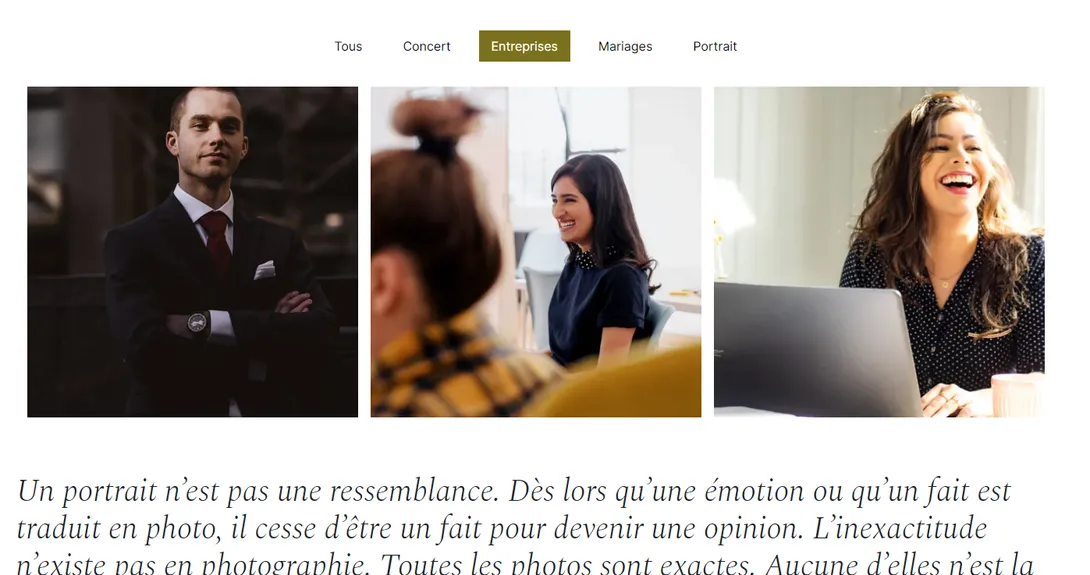 Tous Concert Entreprises Mariages Portrait
Un portrait n’est pas une ressemblance. Dès lors qu’une émotion ou qu’un fait est
traduit en photo, il cesse d’être un fait pour devenir une opinion. L’inexactitude
n’existe pas en photographie. Toutes les photos sont exactes. Aucune d’elles n’est la